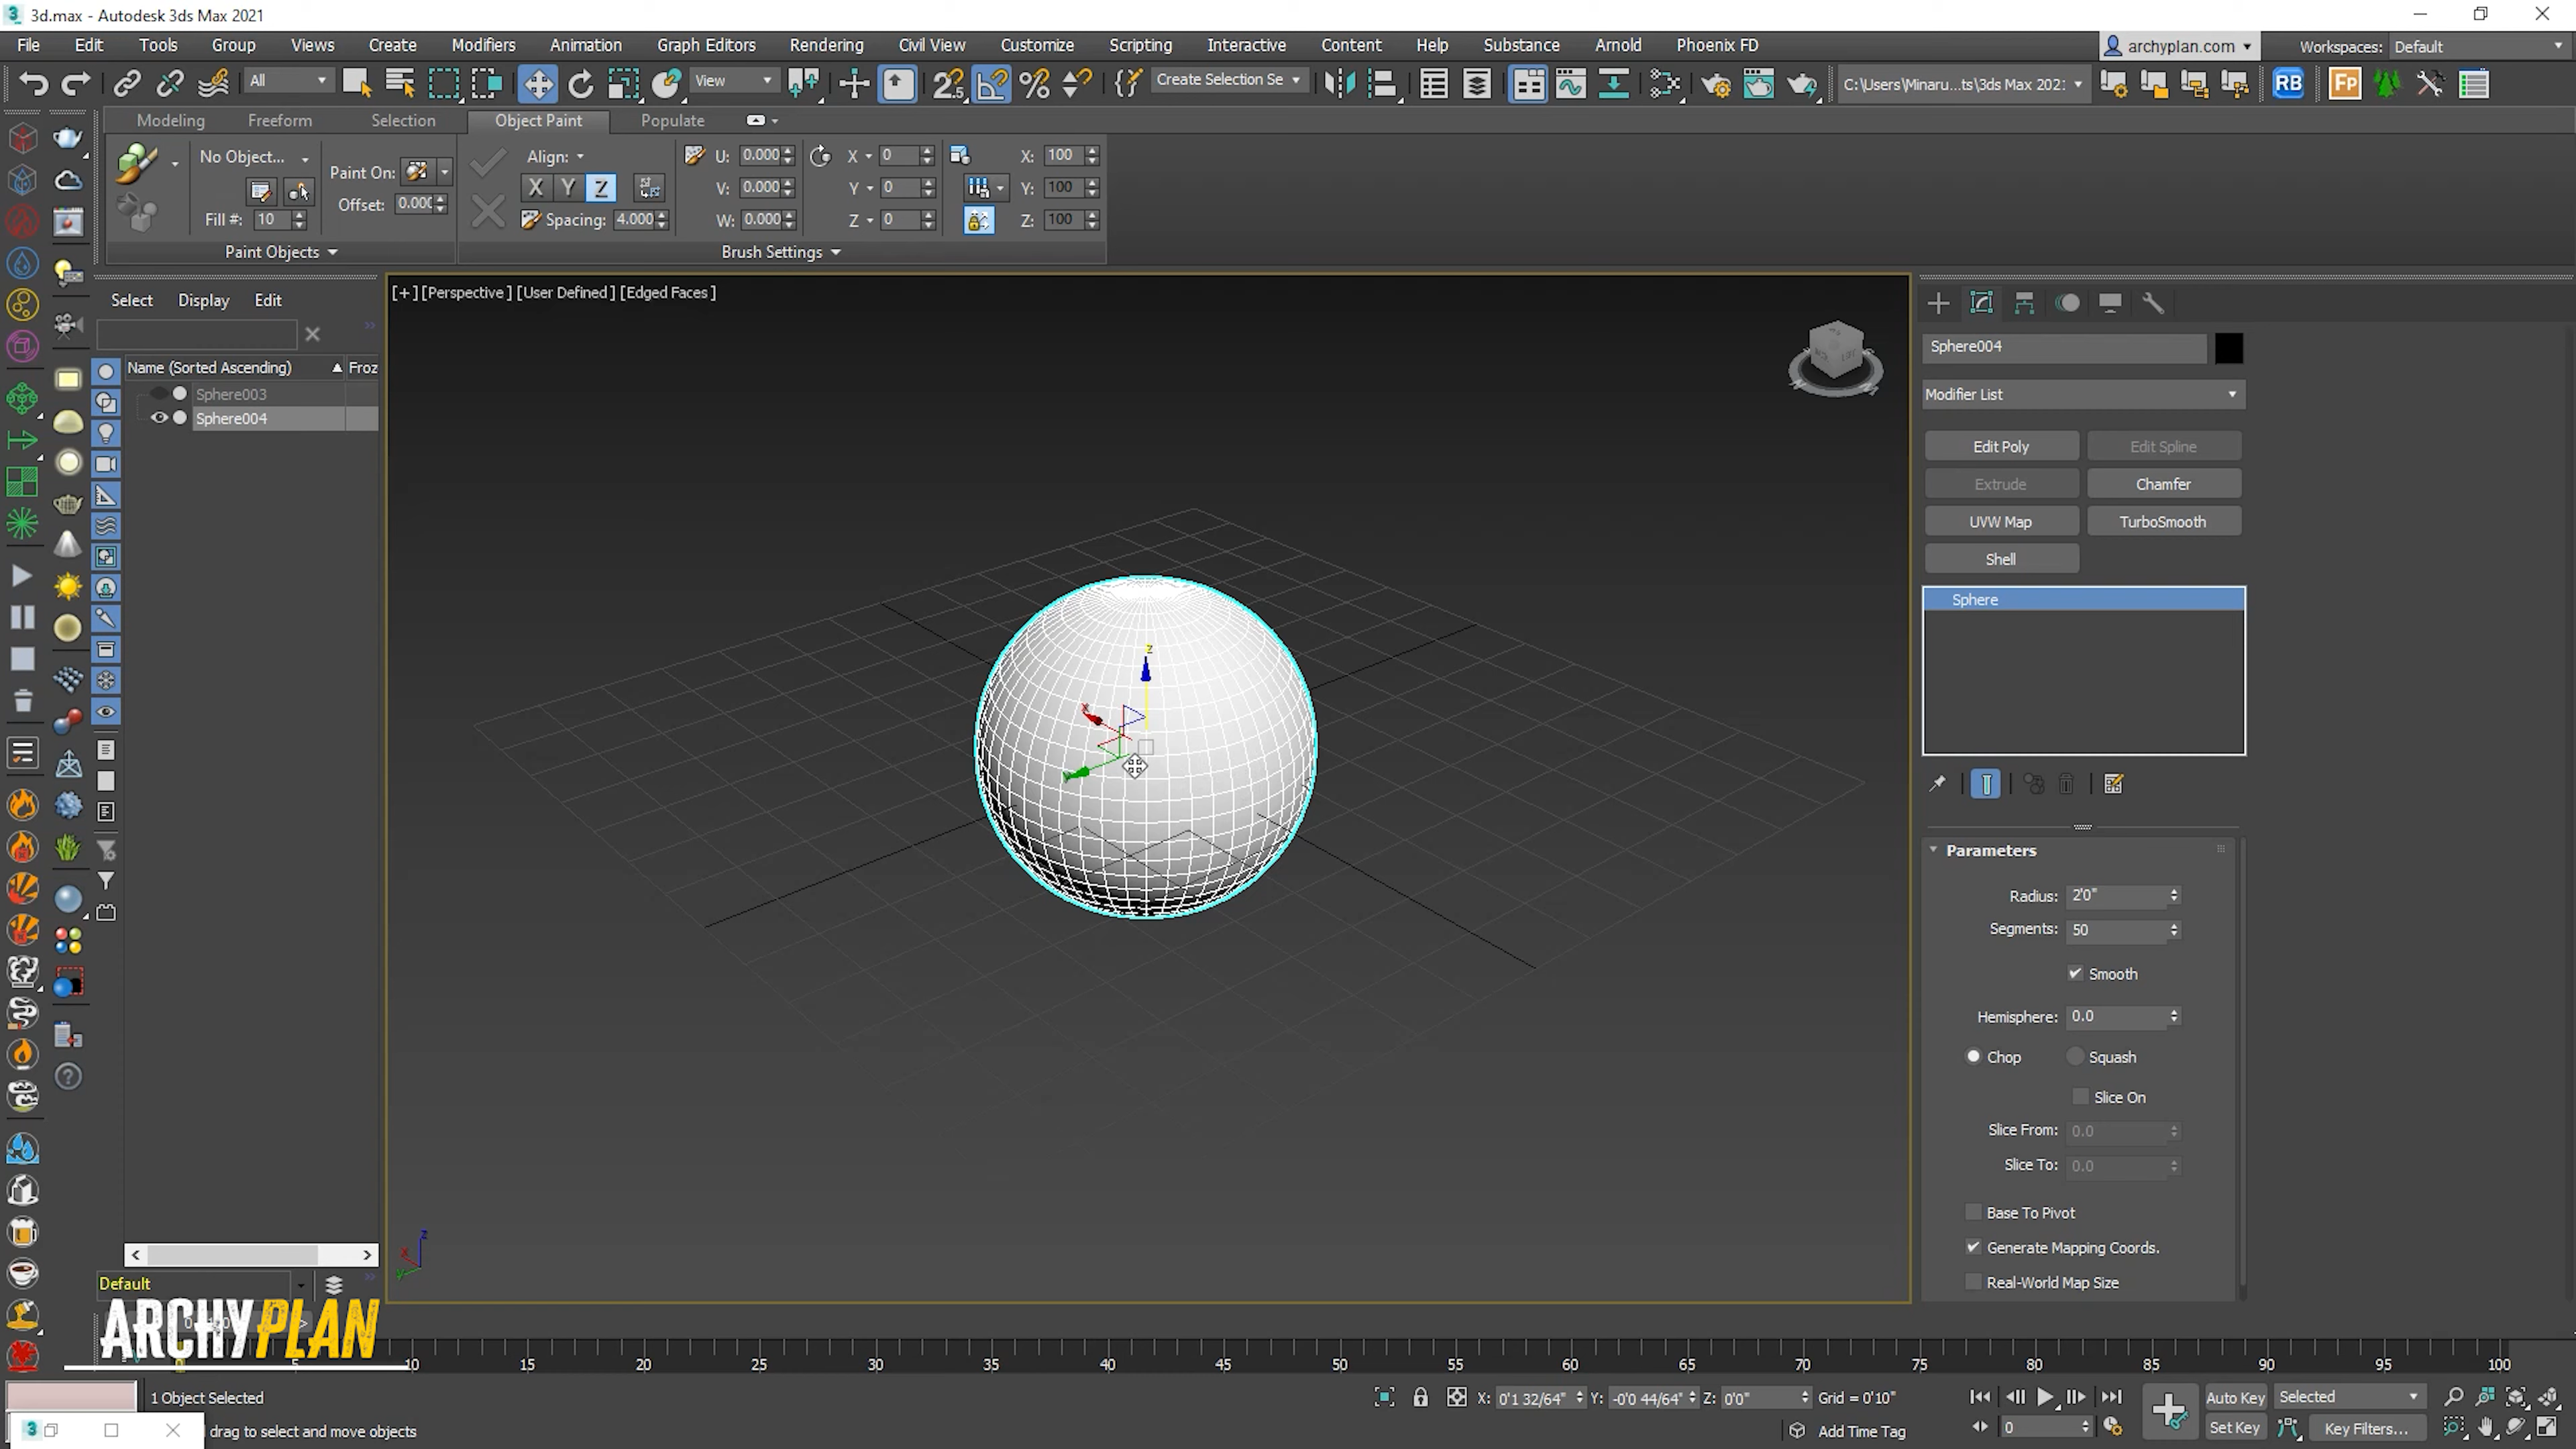 3d.max - Autodesk 3ds Max 2021
File Edit Tools Group Views Create Modifiers Animation Graph Editors Rendering Civil View Customize Scripting Interactive Content Help Substance Arnold Phoenix FD archyplan.com Workspaces: Default
All View Create Selection Se C:\Users\Minaru...ts\3ds Max 202: RB Fp
Modeling Freeform Selection Object Paint Populate
No Object... Align: U: 0.000 X 0 X: 100
Paint On: X Y Z V: 0.000 Y 0 Y: 100
Offset: 0.000
Fill #: 10 Spacing: 4.000 W: 0.000 Z 0 Z: 100
Paint Objects Brush Settings
Select Display Edit
[+] [Perspective] [User Defined] [Edged Faces]
Name (Sorted Ascending) Froz
Sphere003
Sphere004
z
x
Sphere004
Modifier List
Edit Poly Edit Spline
Extrude Chamfer
UVW Map TurboSmooth
Shell
Sphere
Parameters
Radius: 2'0"
Segments: 50
Smooth
Hemisphere: 0.0
Chop Squash
Slice On
Slice From: 0.0
Slice To: 0.0
Base To Pivot
Generate Mapping Coords.
Real-World Map Size
z
x
y
Default
ARCHYPLAN
5 10 15 20 25 30 35 40 45 50 55 60 65 70 75 80 85 90 95 100
1 Object Selected X: 0'1 32/64" Y: -0'0 44/64" Z: 0'0" Grid = 0'10" Auto Key Selected
drag to select and move objects Add Time Tag 0 Set Key Key Filters...